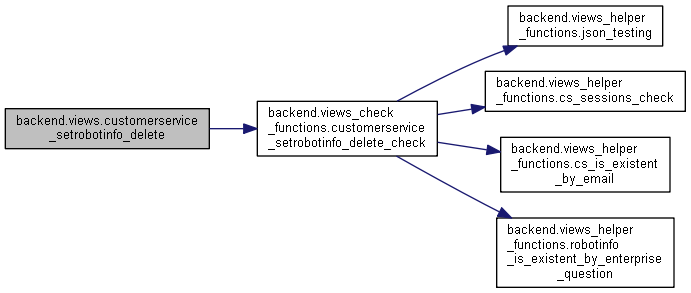 backend.views.customerservice
_setrobotinfo_delete
backend.views_check
_functions.customerservice
_setrobotinfo_delete_check
backend.views_helper
_functions.json_testing
backend.views_helper
_functions.cs_sessions_check
backend.views_helper
_functions.cs_is_existent
_by_email
backend.views_helper
_functions.robotinfo
_is_existent_by_enterprise
_question